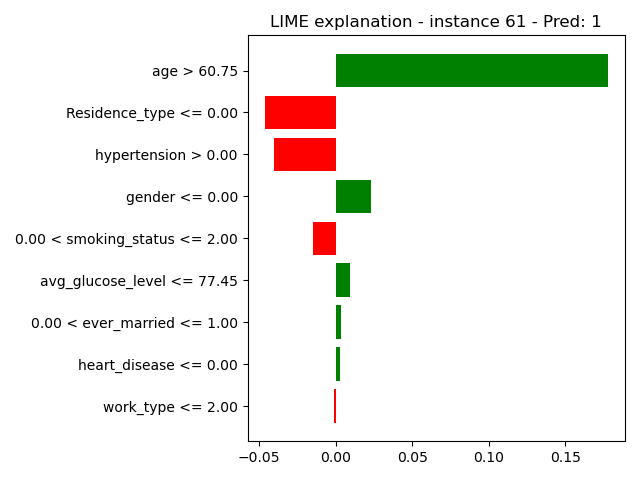 LIME explanation - instance 61 - Pred: 1
age > 60.75
Residence_type <= 0.00
hypertension > 0.00
gender <= 0.00
0.00 < smoking_status <= 2.00
avg_glucose_level <= 77.45
0.00 < ever_married <= 1.00
heart_disease <= 0.00
work_type <= 2.00
−0.05 0.00 0.05 0.10 0.15